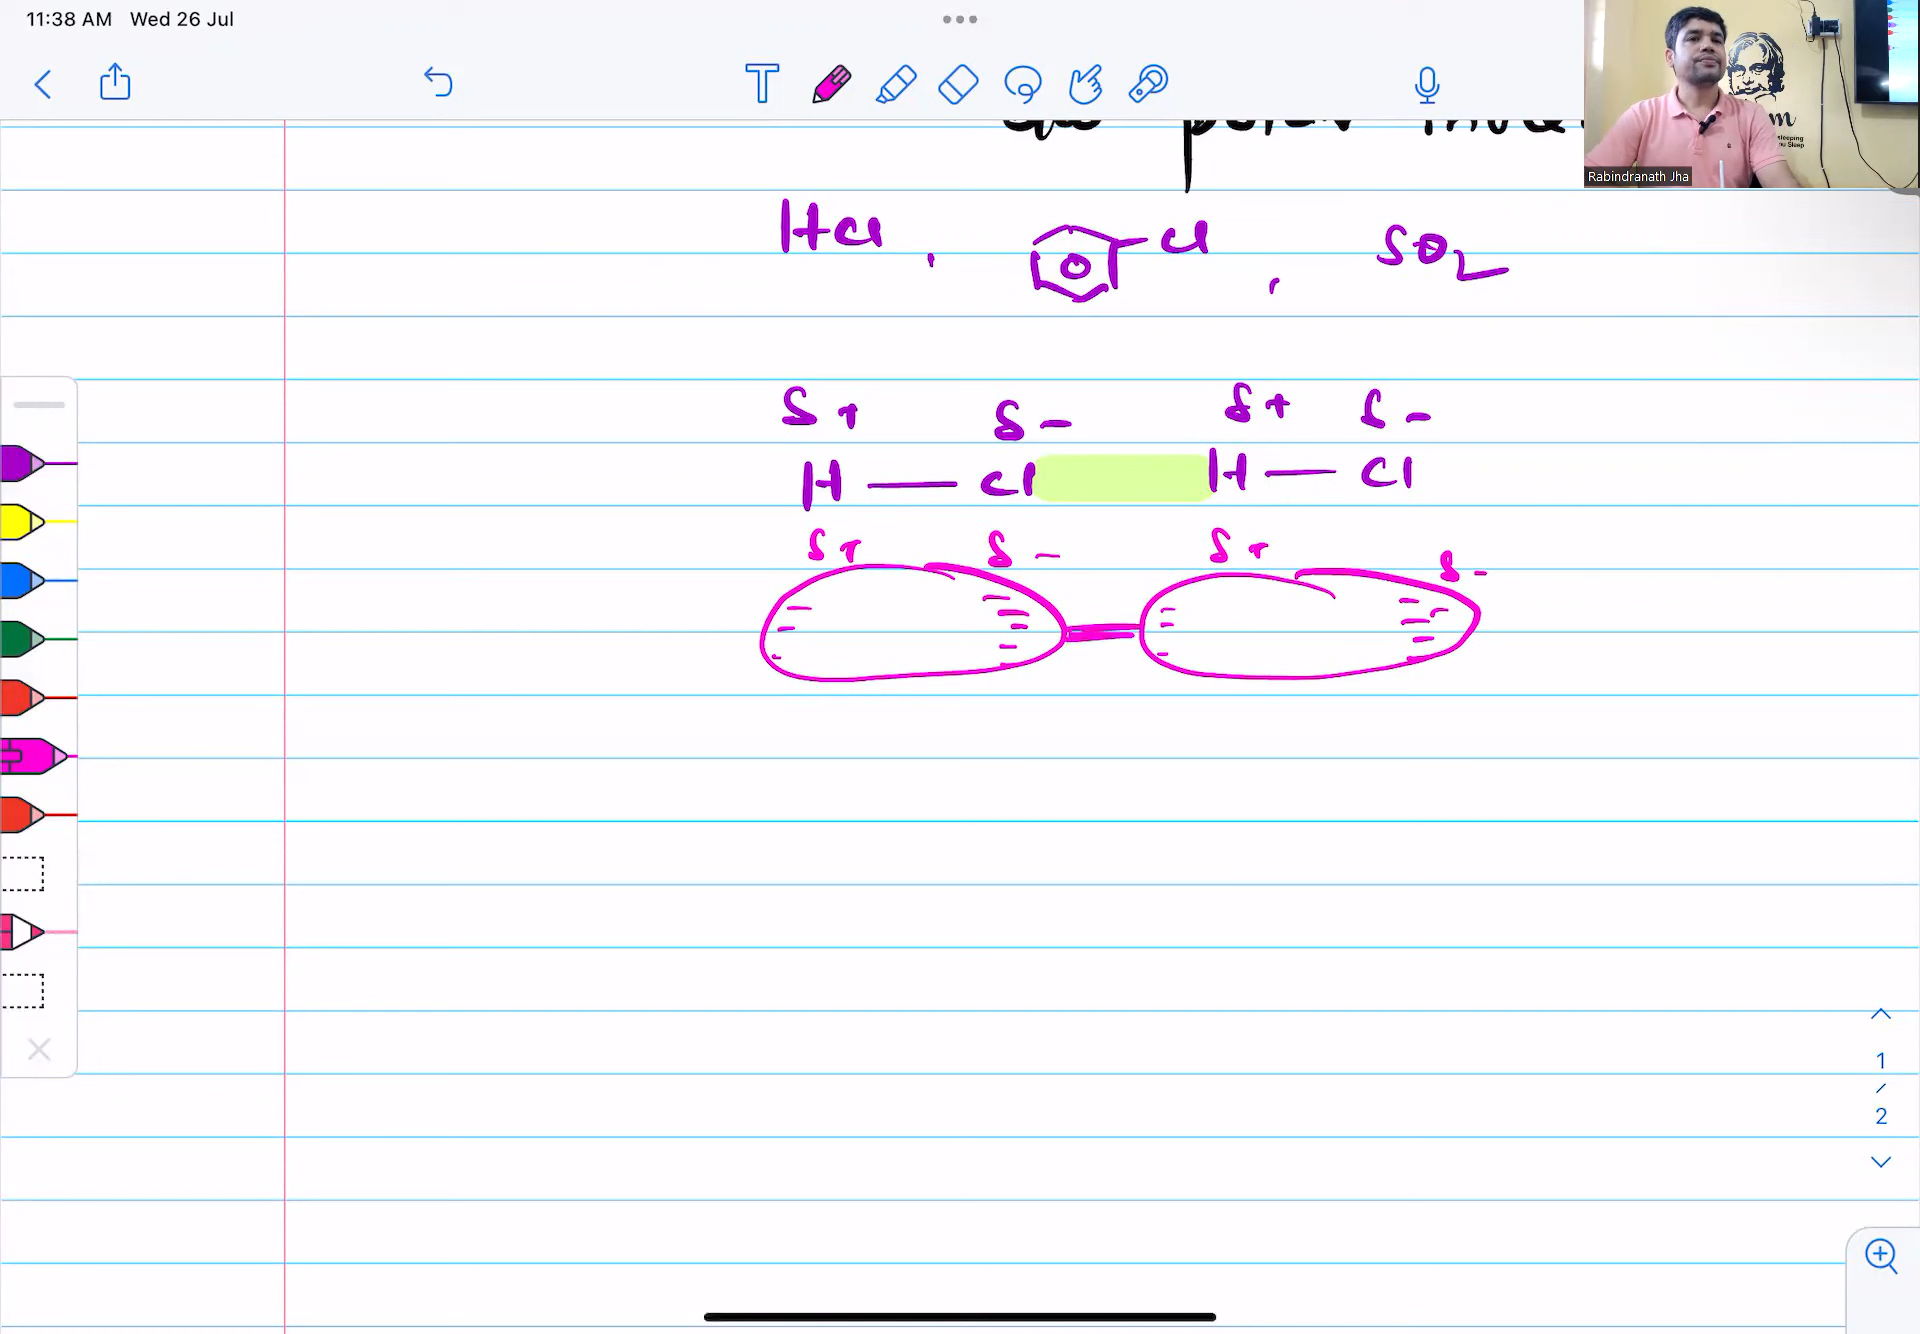 11:38 AM Wed 26 Jul
T
m
Rabindranath Jha
HCl , Cl , SO2
δ+ δ- δ+ δ-
H — Cl H — Cl
δ+ δ- δ+ δ-
1
/
2